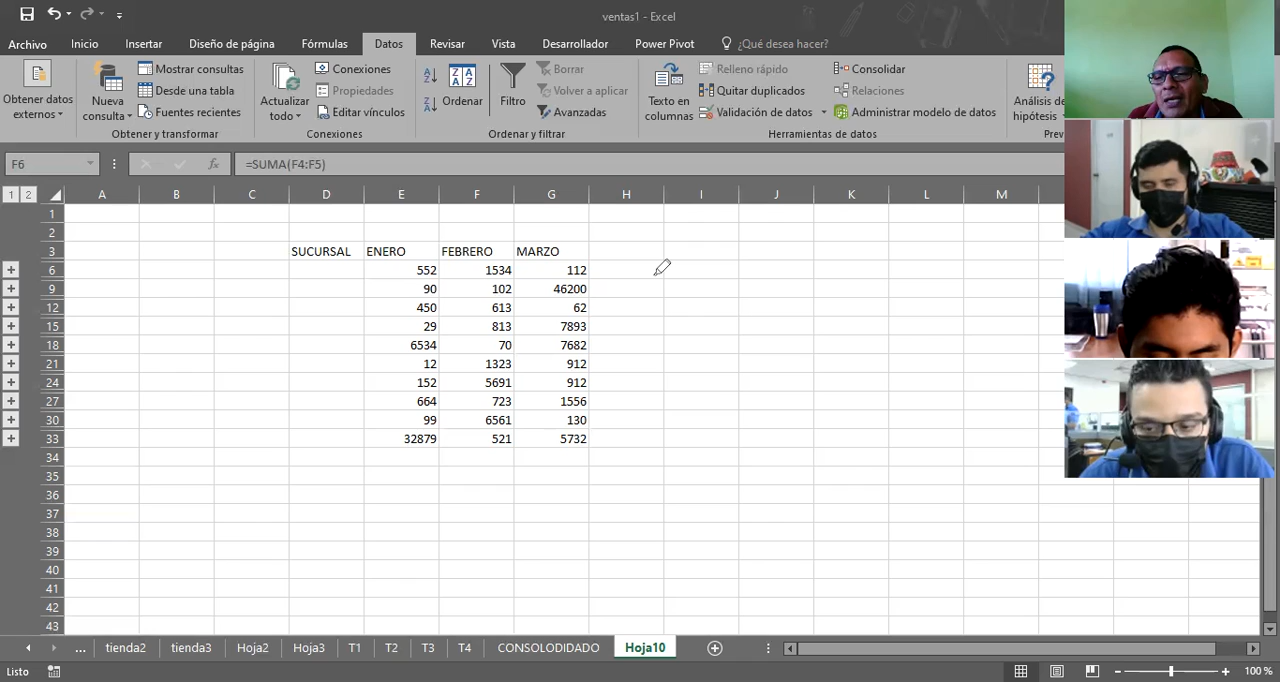 ventas1 - Excel
Archivo Inicio Insertar Diseño de página Fórmulas Datos Revisar Vista Desarrollador Power Pivot ¿Qué desea hacer?
Obtener datos externos
Nueva consulta
Mostrar consultas
Desde una tabla
Fuentes recientes
Obtener y transformar
Actualizar todo
Conexiones
Propiedades
Editar vínculos
Conexiones
Ordenar
Filtro
Borrar
Volver a aplicar
Avanzadas
Ordenar y filtrar
Texto en columnas
Relleno rápido
Quitar duplicados
Validación de datos
Consolidar
Relaciones
Administrar modelo de datos
Herramientas de datos
Análisis de hipótesis
Prev
F6 fx =SUMA(F4:F5)
1 2 A B C D E F G H I J K L M
1
2
3 SUCURSAL ENERO FEBRERO MARZO
6 552 1534 112
9 90 102 46200
12 450 613 62
15 29 813 7893
18 6534 70 7682
21 12 1323 912
24 152 5691 912
27 664 723 1556
30 99 6561 130
33 32879 521 5732
34
35
36
37
38
39
40
41
42
43
... tienda2 tienda3 Hoja2 Hoja3 T1 T2 T3 T4 CONSOLODIDADO Hoja10
Listo 100 %